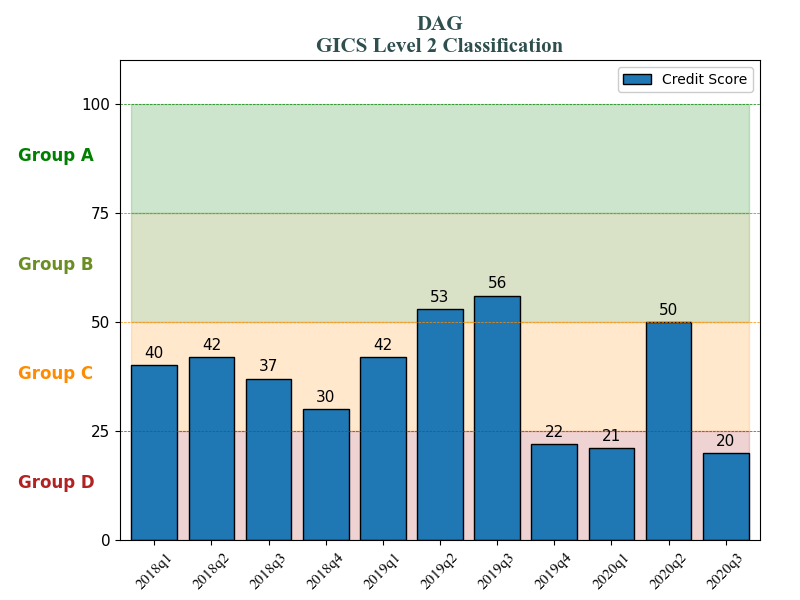 DAG
GICS Level 2 Classification
Credit Score
100
Group A
75
Group B
56
53
50
50
42
42
40
37
Group C
30
25
22
21
20
Group D
0
2018q1
2018q2
2018q3
2018q4
2019q1
2019q2
2019q3
2019q4
2020q1
2020q2
2020q3